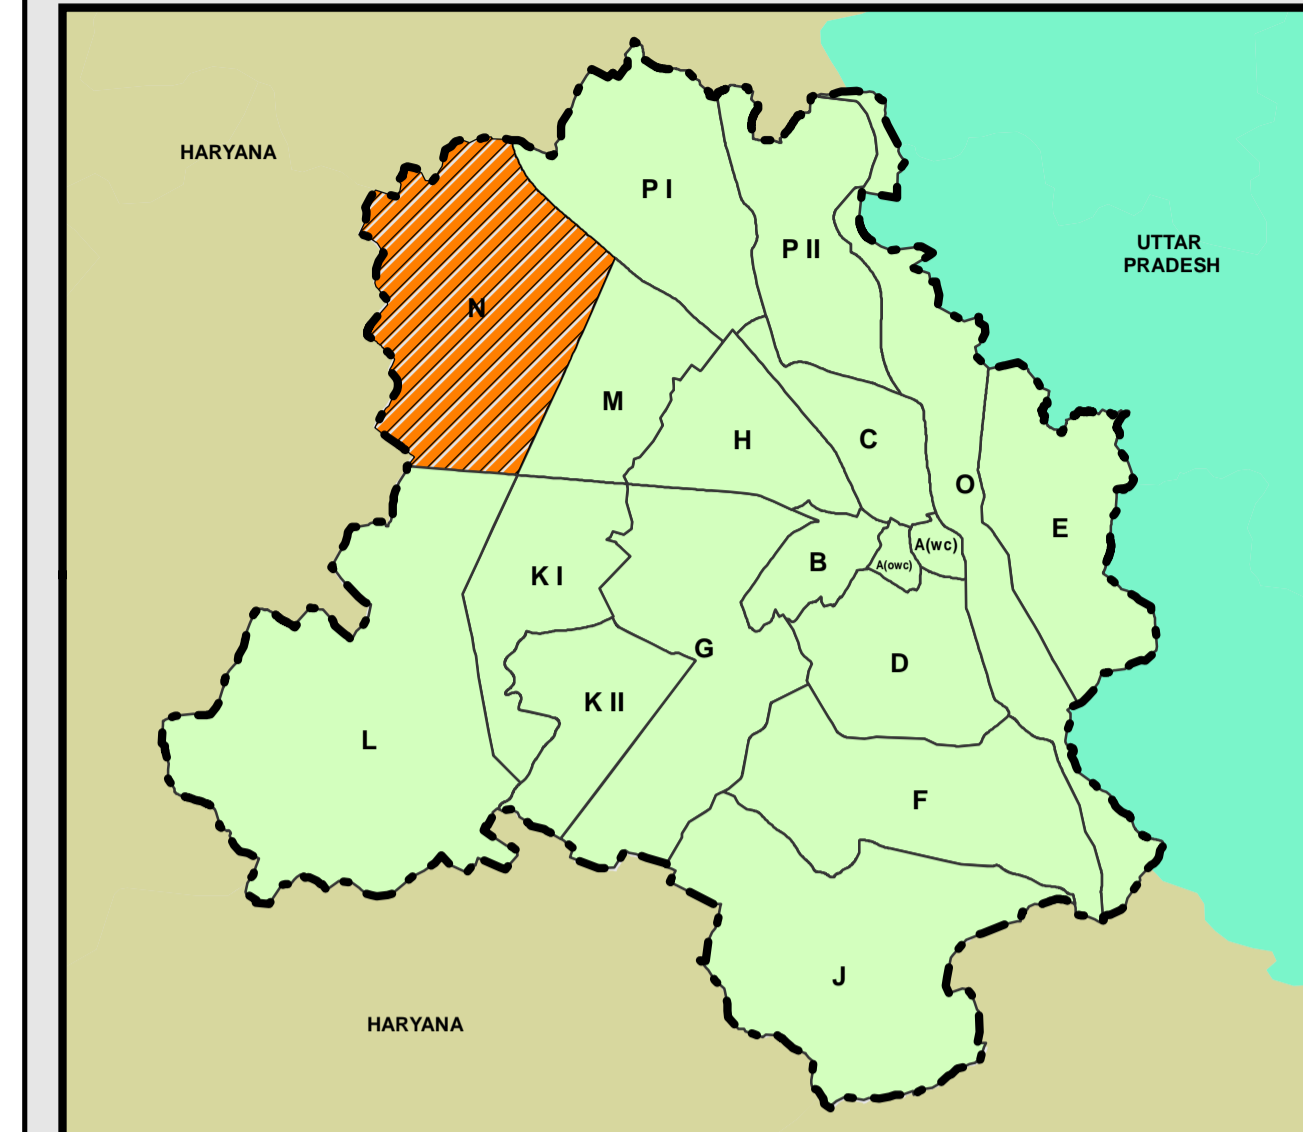 HARYANA
P I
UTTAR
PRADESH
P II
N
M
H
C
O
E
A(wc)
B
A(owc)
K I
G
D
K II
L
F
J
HARYANA